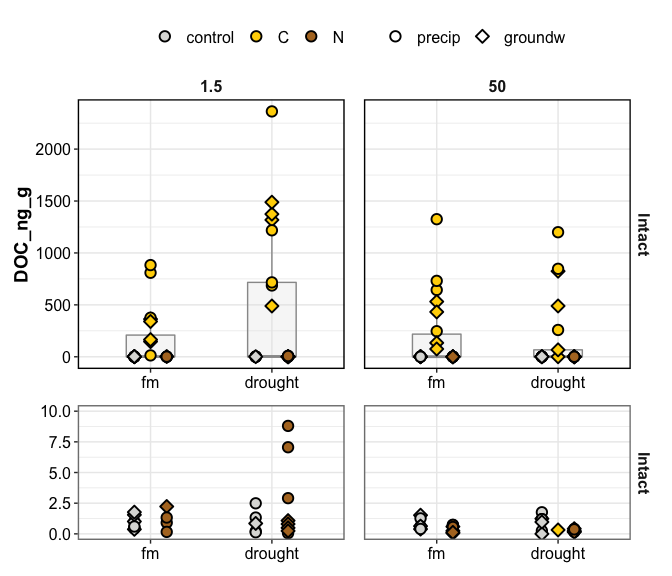 control C N precip groundw
1.5 50
DOC_ng_g
2000
1500
1000
500
0
Intact
fm drought fm drought
10.0
7.5
5.0
2.5
0.0
Intact
fm drought fm drought